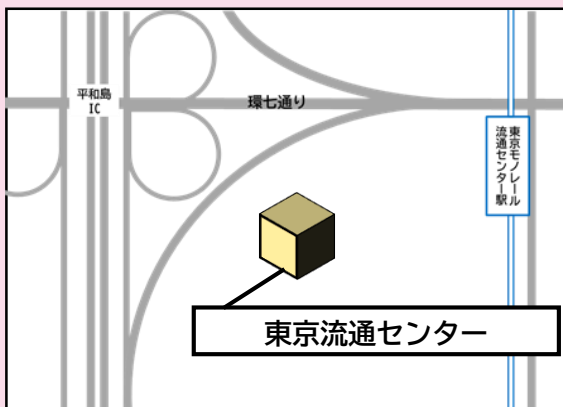 平和島
IC
環七通り
東京モノレール
流通センター駅
東京流通センター